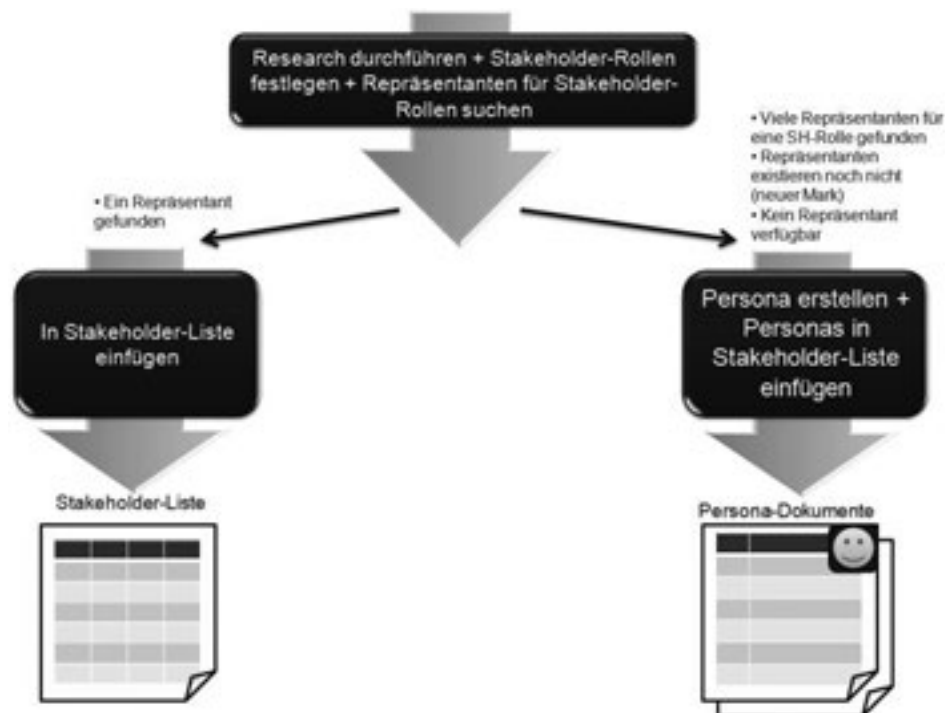 Research durchführen + Stakeholder-Rollen
festlegen + Repräsentanten für Stakeholder-
Rollen suchen
• Viele Repräsentanten für
eine SH-Rolle gefunden
• Repräsentanten
existieren noch nicht
(neuer Mark)
• Kein Repräsentant
verfügbar
• Ein Repräsentant
gefunden
In Stakeholder-Liste
einfügen
Persona erstellen +
Personas in
Stakeholder-Liste
einfügen
Stakeholder-Liste
Persona-Dokumente